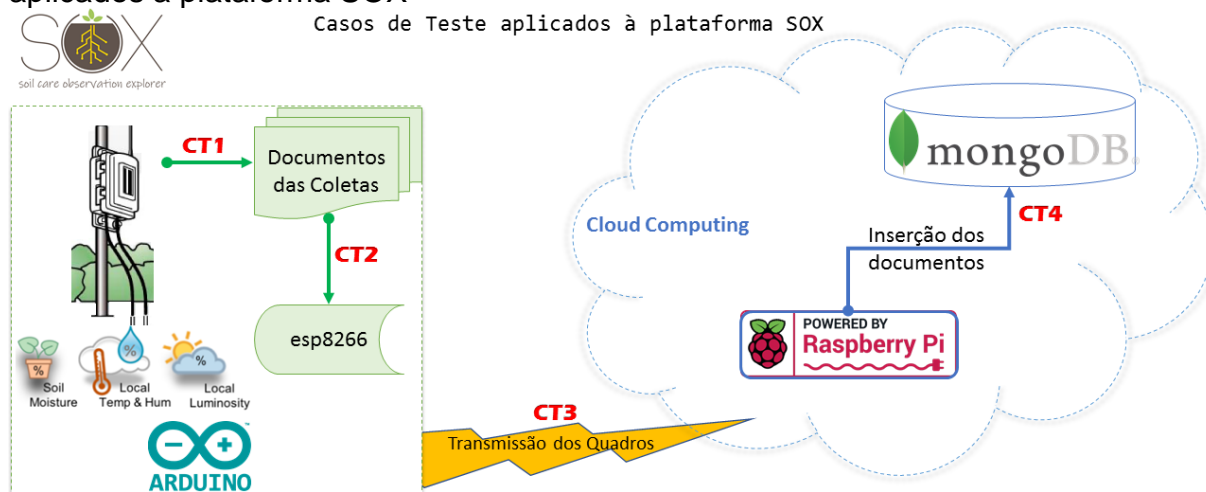 aplicados à plataforma SOX
Casos de Teste aplicados à plataforma SOX
SOX
soil care observation explorer
CT1
Documentos
das Coletas
CT2
esp8266
%
Soil
Moisture
%
Local
Temp & Hum
%
Local
Luminosity
ARDUINO
CT3
Transmissão dos Quadros
Cloud Computing
mongoDB
CT4
Inserção dos
documentos
POWERED BY
Raspberry Pi